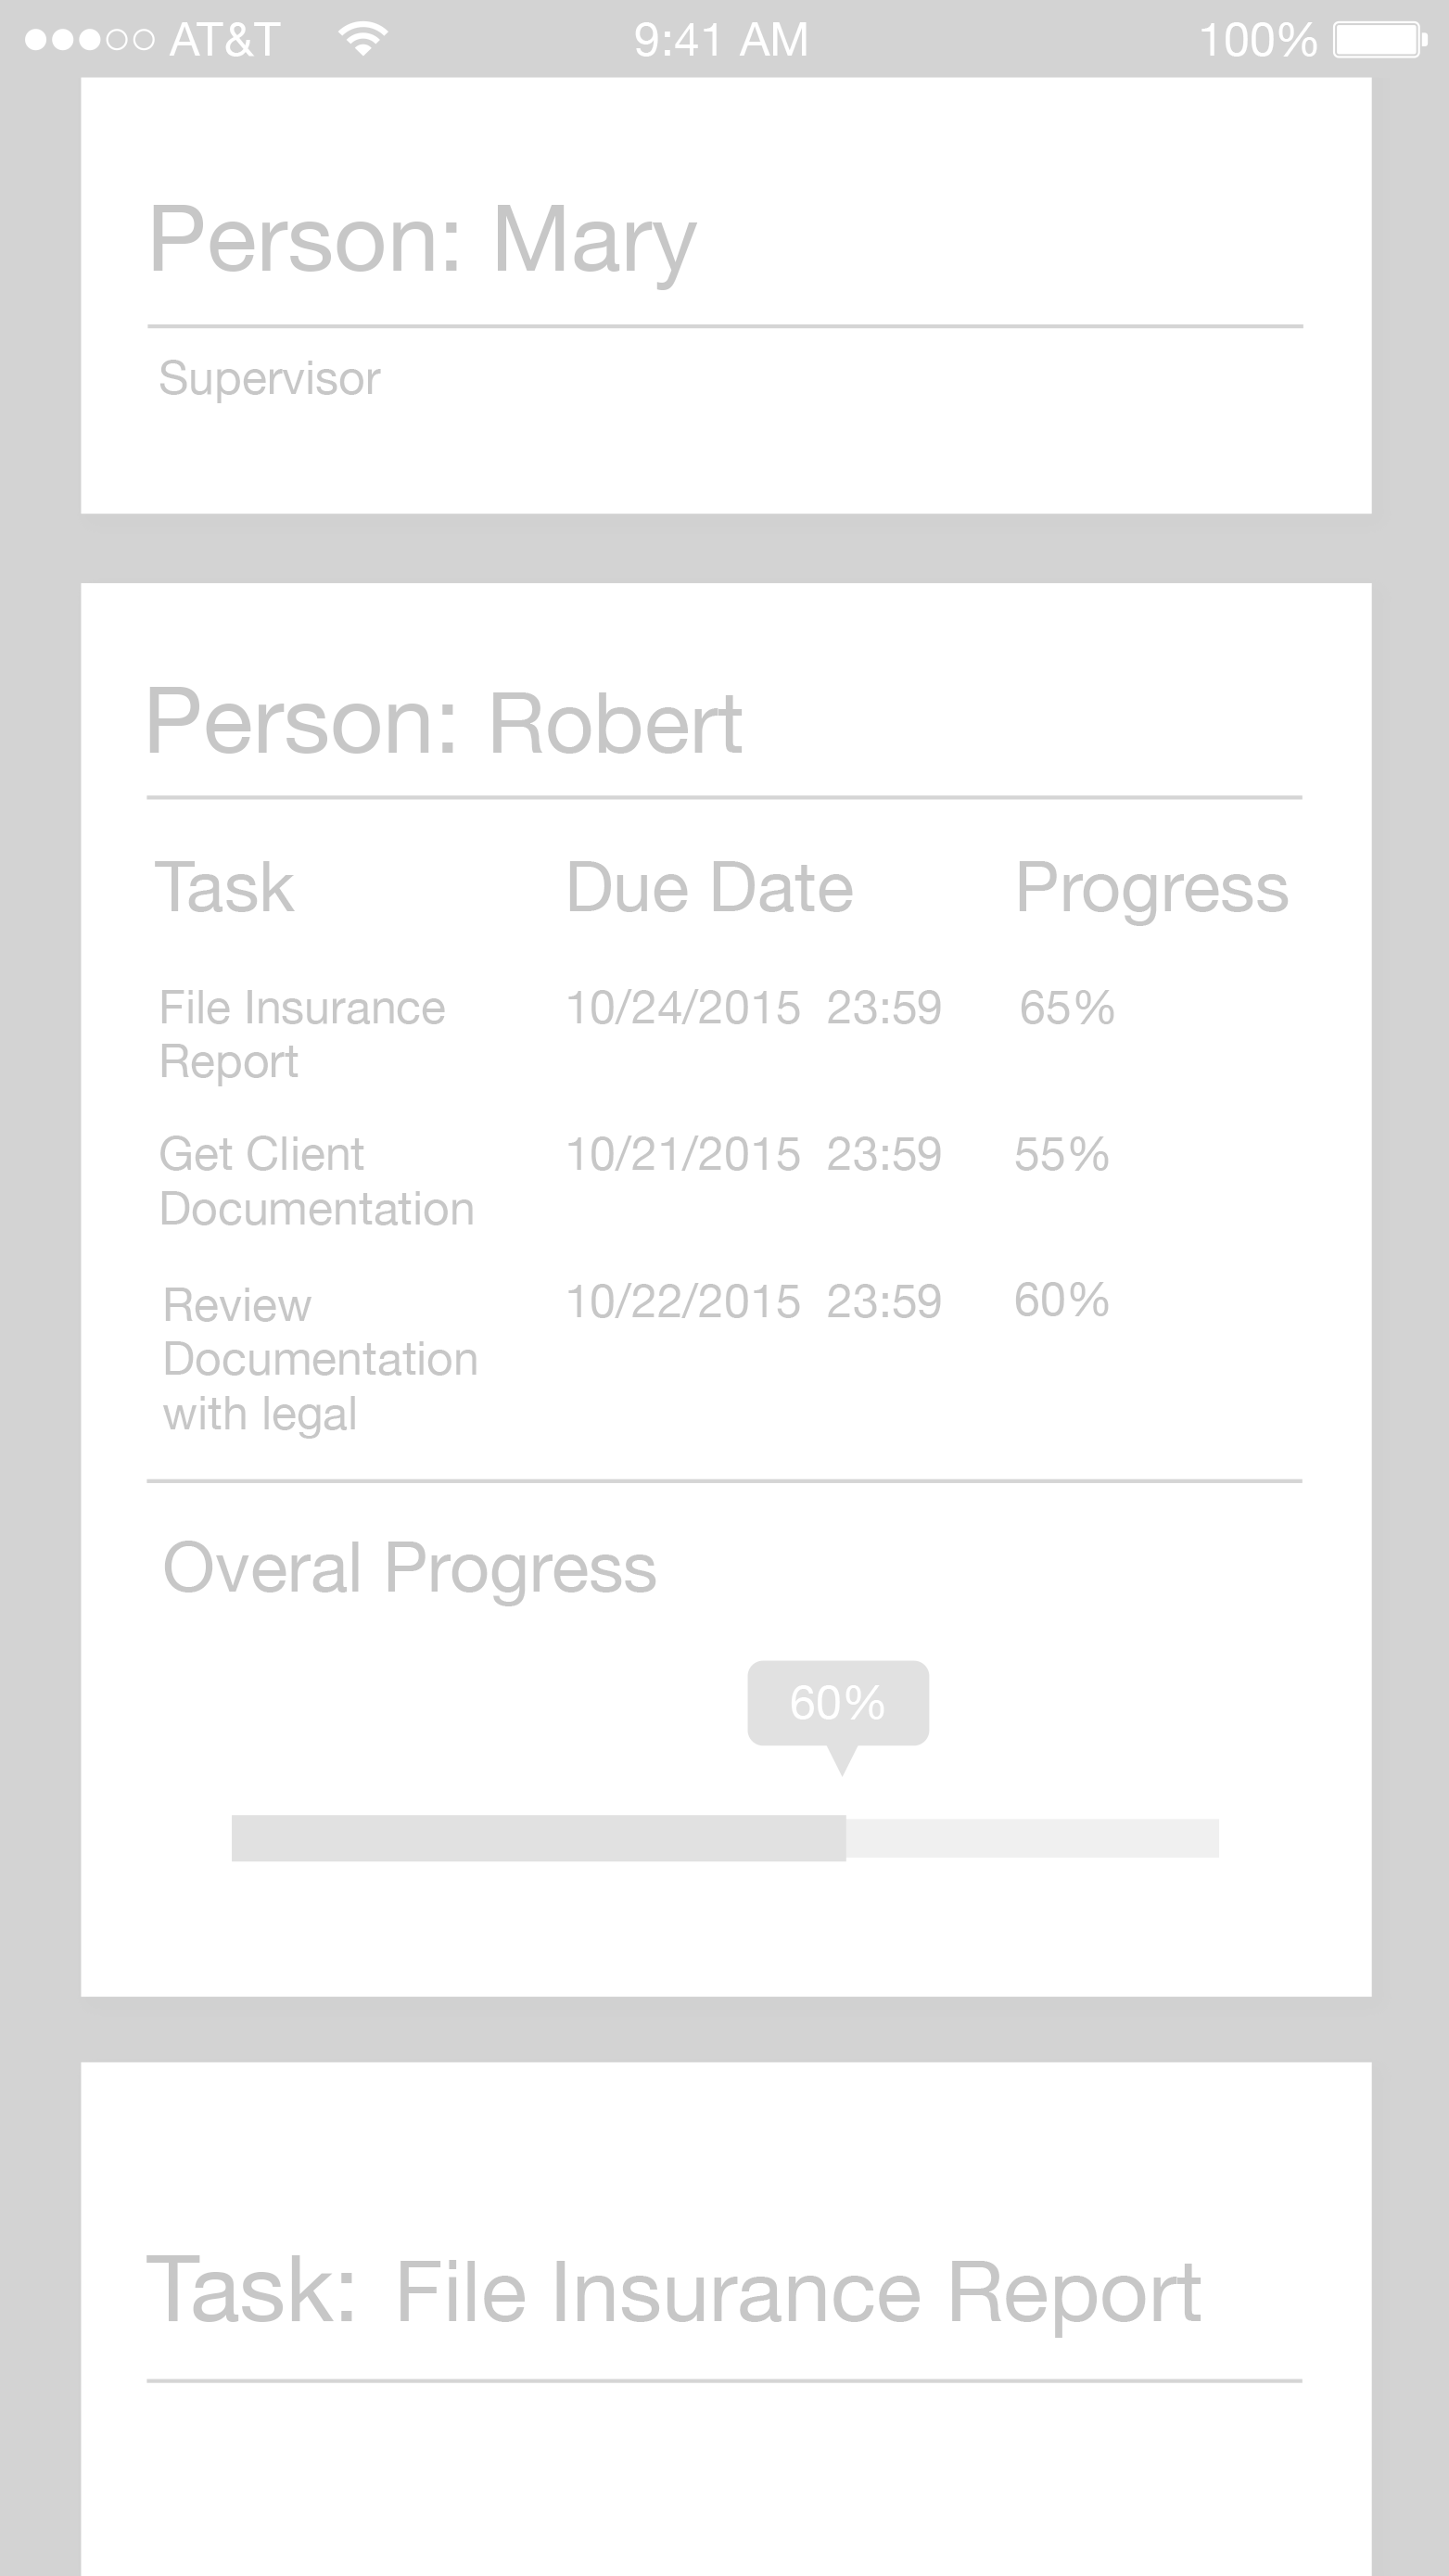 AT&T 9:41 AM 100%
Person: Mary
Supervisor
Person: Robert
Task Due Date Progress
File Insurance 10/24/2015 23:59 65%
Report
Get Client 10/21/2015 23:59 55%
Documentation
Review 10/22/2015 23:59 60%
Documentation
with legal
Overal Progress
60%
Task: File Insurance Report